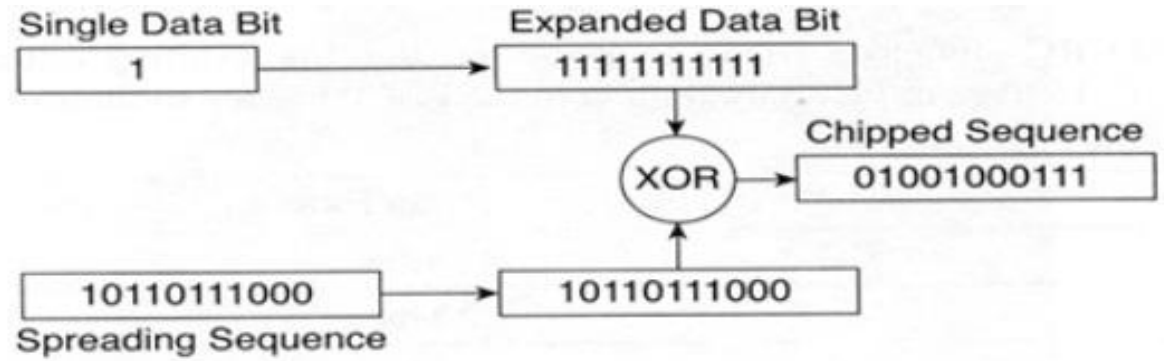 Single Data Bit
Expanded Data Bit
1
11111111111
Chipped Sequence
XOR
01001000111
10110111000
10110111000
Spreading Sequence